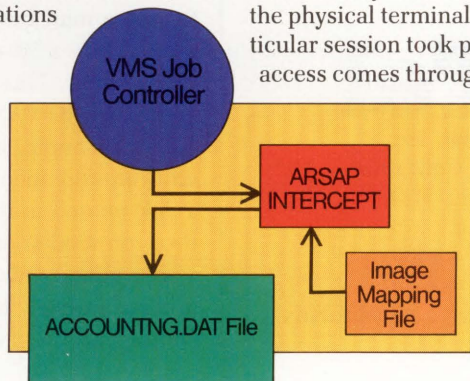 ations
the physical terminal
ticular session took p
access comes throug
VMS Job
Controller
ARSAP
INTERCEPT
Image
Mapping
File
ACCOUNTNG.DAT File